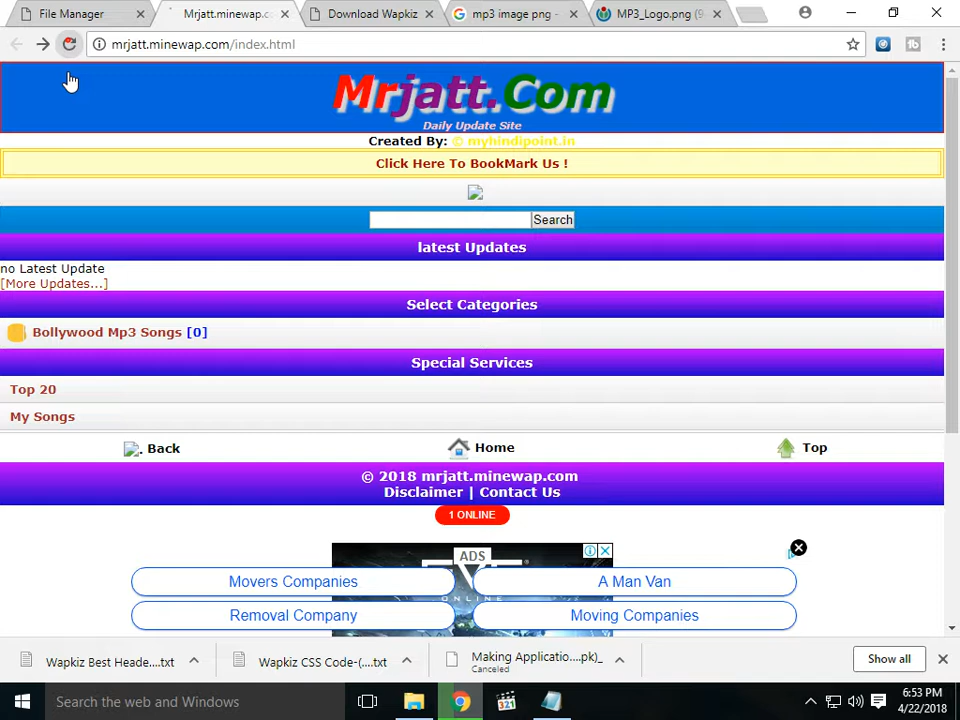 File Manager
Mrjatt.minewap.c
Download Wapkiz
mp3 image png -
MP3_Logo.png (9
mrjatt.minewap.com/index.html
Mrjatt.Com
Daily Update Site
Created By: © myhindipoint.in
Click Here To BookMark Us !
Search
latest Updates
no Latest Update
[More Updates...]
Select Categories
Bollywood Mp3 Songs [0]
Special Services
Top 20
My Songs
. Back
Home
Top
© 2018 mrjatt.minewap.com
Disclaimer | Contact Us
1 ONLINE
ADS
ONLINE
Movers Companies
A Man Van
Removal Company
Moving Companies
Wapkiz Best Heade....txt
Wapkiz CSS Code-(....txt
Making Applicatio....pk)_
Canceled
Show all
Search the web and Windows
321
6:53 PM
4/22/2018